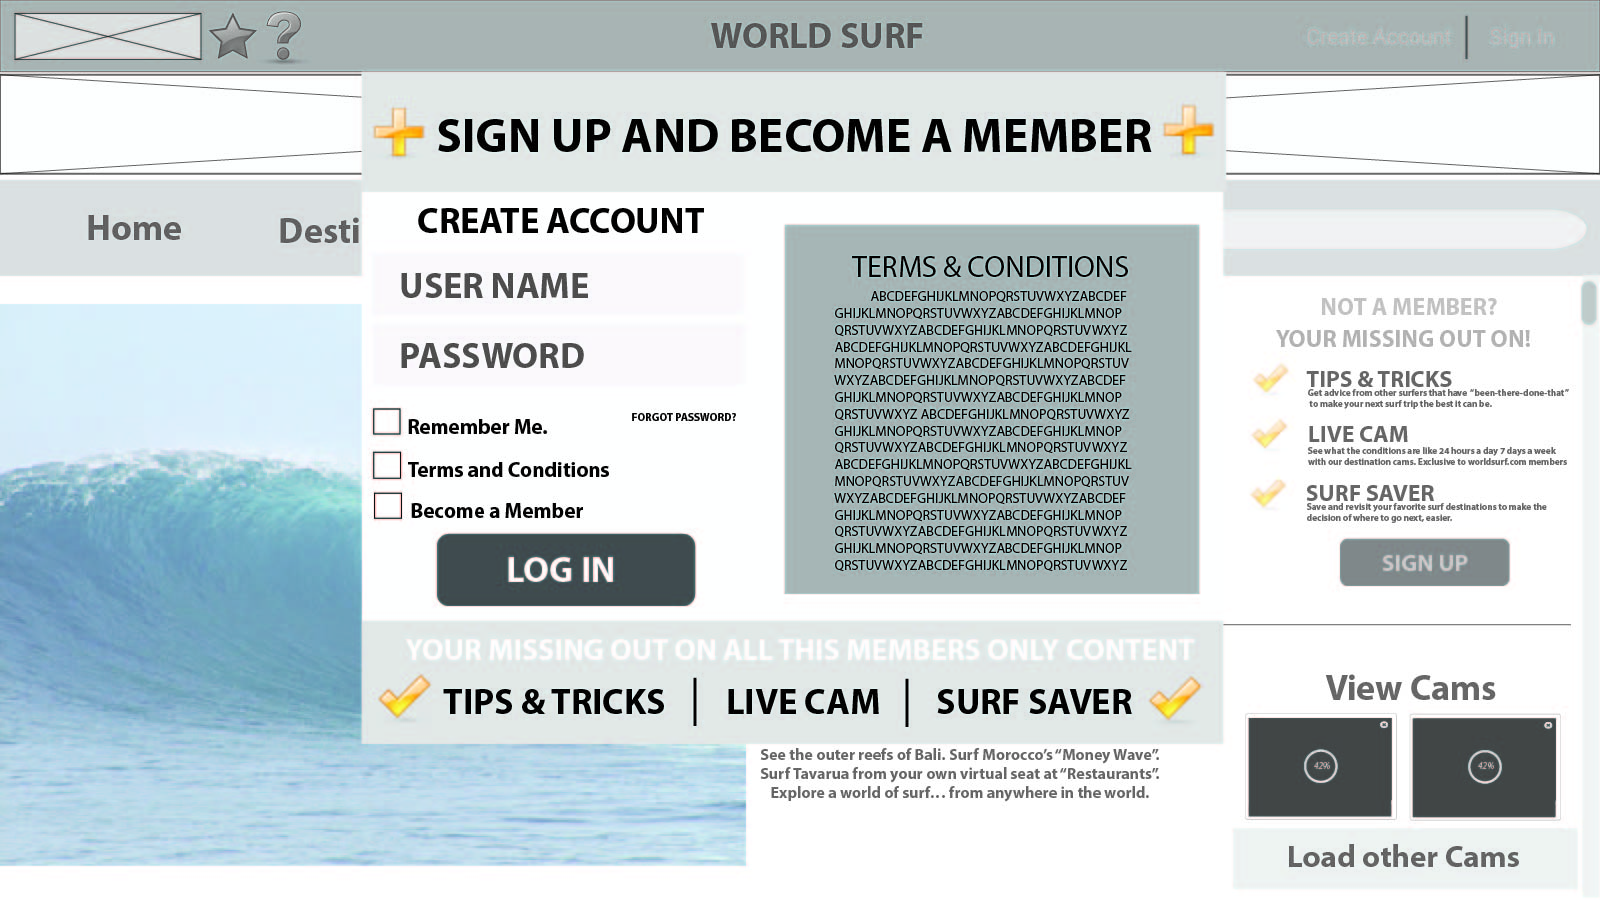 WORLD SURF
Create Account
Sign In
SIGN UP AND BECOME A MEMBER
Home
Desti
CREATE ACCOUNT
USER NAME
PASSWORD
Remember Me.
FORGOT PASSWORD?
Terms and Conditions
Become a Member
LOG IN
TERMS & CONDITIONS
ABCDEFGHIJKLMNOPQRSTUVWXYZABCDEF
GHIJKLMNOPQRSTUVWXYZABCDEFGHIJKLMNOP
QRSTUVWXYZABCDEFGHIJKLMNOPQRSTUVWXYZ
ABCDEFGHIJKLMNOPQRSTUVWXYZABCDEFGHIJKL
MNOPQRSTUVWXYZABCDEFGHIJKLMNOPQRSTUV
WXYZABCDEFGHIJKLMNOPQRSTUVWXYZABCDEF
GHIJKLMNOPQRSTUVWXYZABCDEFGHIJKLMNOP
QRSTUVWXYZ ABCDEFGHIJKLMNOPQRSTUVWXYZ
GHIJKLMNOPQRSTUVWXYZABCDEFGHIJKLMNOP
QRSTUVWXYZABCDEFGHIJKLMNOPQRSTUVWXYZ
ABCDEFGHIJKLMNOPQRSTUVWXYZABCDEFGHIJKL
MNOPQRSTUVWXYZABCDEFGHIJKLMNOPQRSTUV
WXYZABCDEFGHIJKLMNOPQRSTUVWXYZABCDEF
GHIJKLMNOPQRSTUVWXYZABCDEFGHIJKLMNOP
QRSTUVWXYZABCDEFGHIJKLMNOPQRSTUVWXYZ
GHIJKLMNOPQRSTUVWXYZABCDEFGHIJKLMNOP
QRSTUVWXYZABCDEFGHIJKLMNOPQRSTUVWXYZ
YOUR MISSING OUT ON ALL THIS MEMBERS ONLY CONTENT
TIPS & TRICKS | LIVE CAM | SURF SAVER
See the outer reefs of Bali. Surf Morocco's "Money Wave".
Surf Tavarua from your own virtual seat at "Restaurants".
Explore a world of surf... from anywhere in the world.
NOT A MEMBER?
YOUR MISSING OUT ON!
TIPS & TRICKS
Get advice from other surfers that have "been-there-done-that"
to make your next surf trip the best it can be.
LIVE CAM
See what the conditions are like 24 hours a day 7 days a week
with our destination cams. Exclusive to worldsurf.com members
SURF SAVER
Save and revisit your favorite surf destinations to make the
decision of where to go next, easier.
SIGN UP
View Cams
42%
42%
Load other Cams